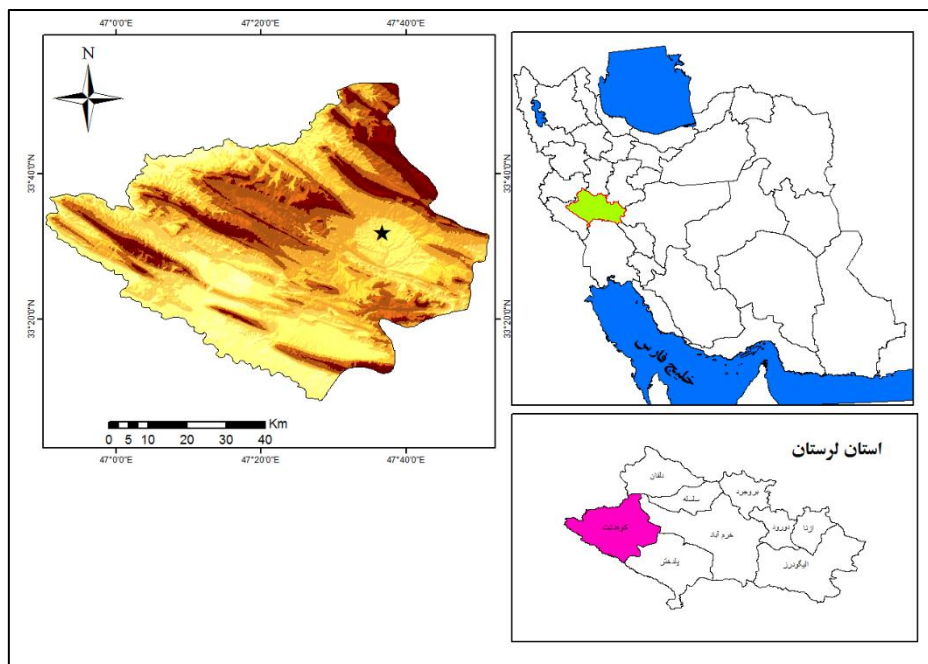 47°0'0"E
47°20'0"E
47°40'0"E
N
33°40'0"N
33°40'0"N
33°20'0"N
33°20'0"N
Km
0 5 10 20 30 40
47°0'0"E
47°20'0"E
47°40'0"E
خلیج فارس
استان لرستان
دلفان
سلسله
بروجرد
کوهدشت
خرم آباد
دورود
ازنا
پلدختر
الیگودرز